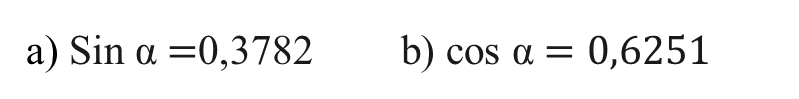 a) Sin α =0,3782 b) cos α = 0,6251